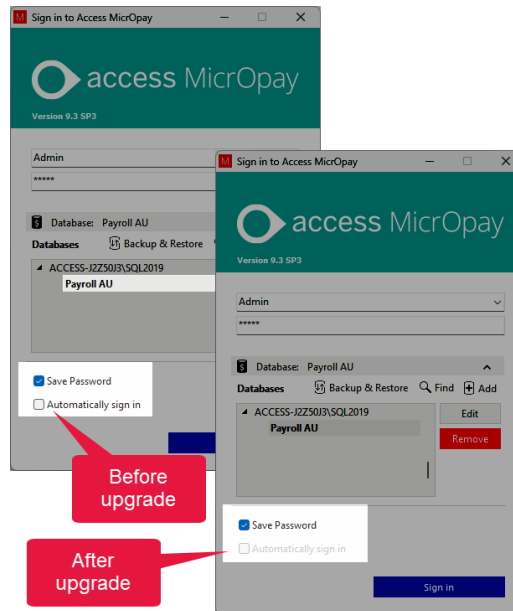 M Sign in to Access MicrOpay
access MicrOpay
Version 9.3 SP3
Admin
*****
Database: Payroll AU
Databases Backup & Restore
ACCESS-J2Z50J3\SQL2019
Payroll AU
Save Password
Automatically sign in
Before
upgrade
M Sign in to Access MicrOpay
access MicrOpay
Version 9.3 SP3
Admin
*****
Database: Payroll AU
Databases Backup & Restore Find Add
ACCESS-J2Z50J3\SQL2019
Payroll AU
Edit
Remove
Save Password
Automatically sign in
Sign in
After
upgrade